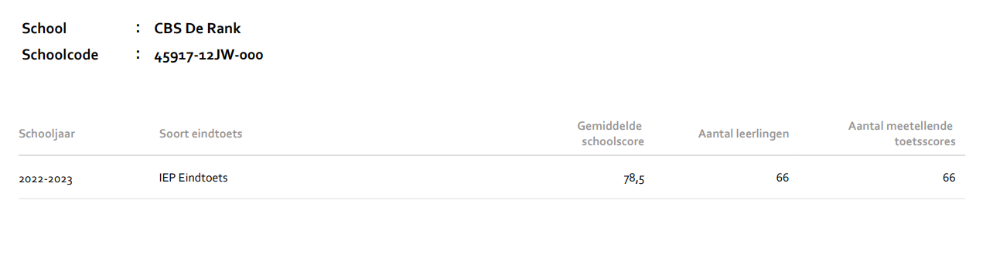 School : CBS De Rank
Schoolcode : 45917-12JW-000
Schooljaar Soort eindtoets Gemiddelde schoolscore Aantal leerlingen Aantal meetellende toetsscores
2022-2023 IEP Eindtoets 78,5 66 66